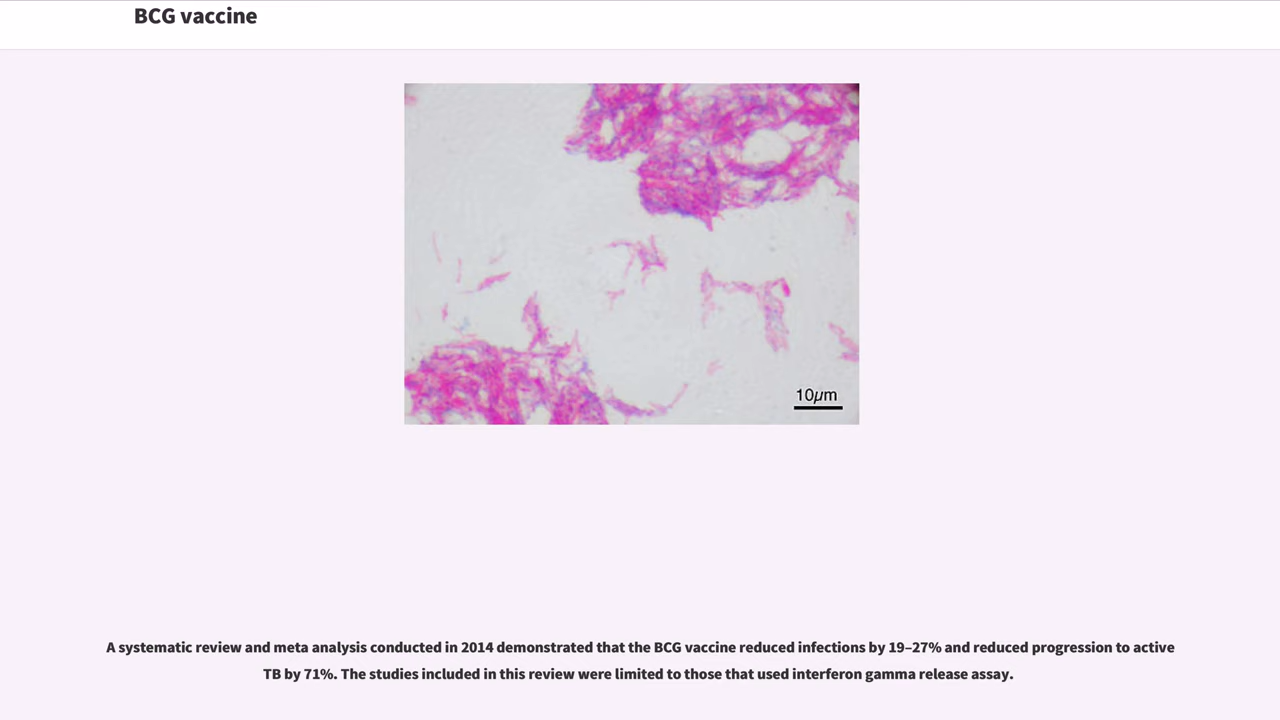 BCG vaccine
10µm
A systematic review and meta analysis conducted in 2014 demonstrated that the BCG vaccine reduced infections by 19–27% and reduced progression to active
TB by 71%. The studies included in this review were limited to those that used interferon gamma release assay.